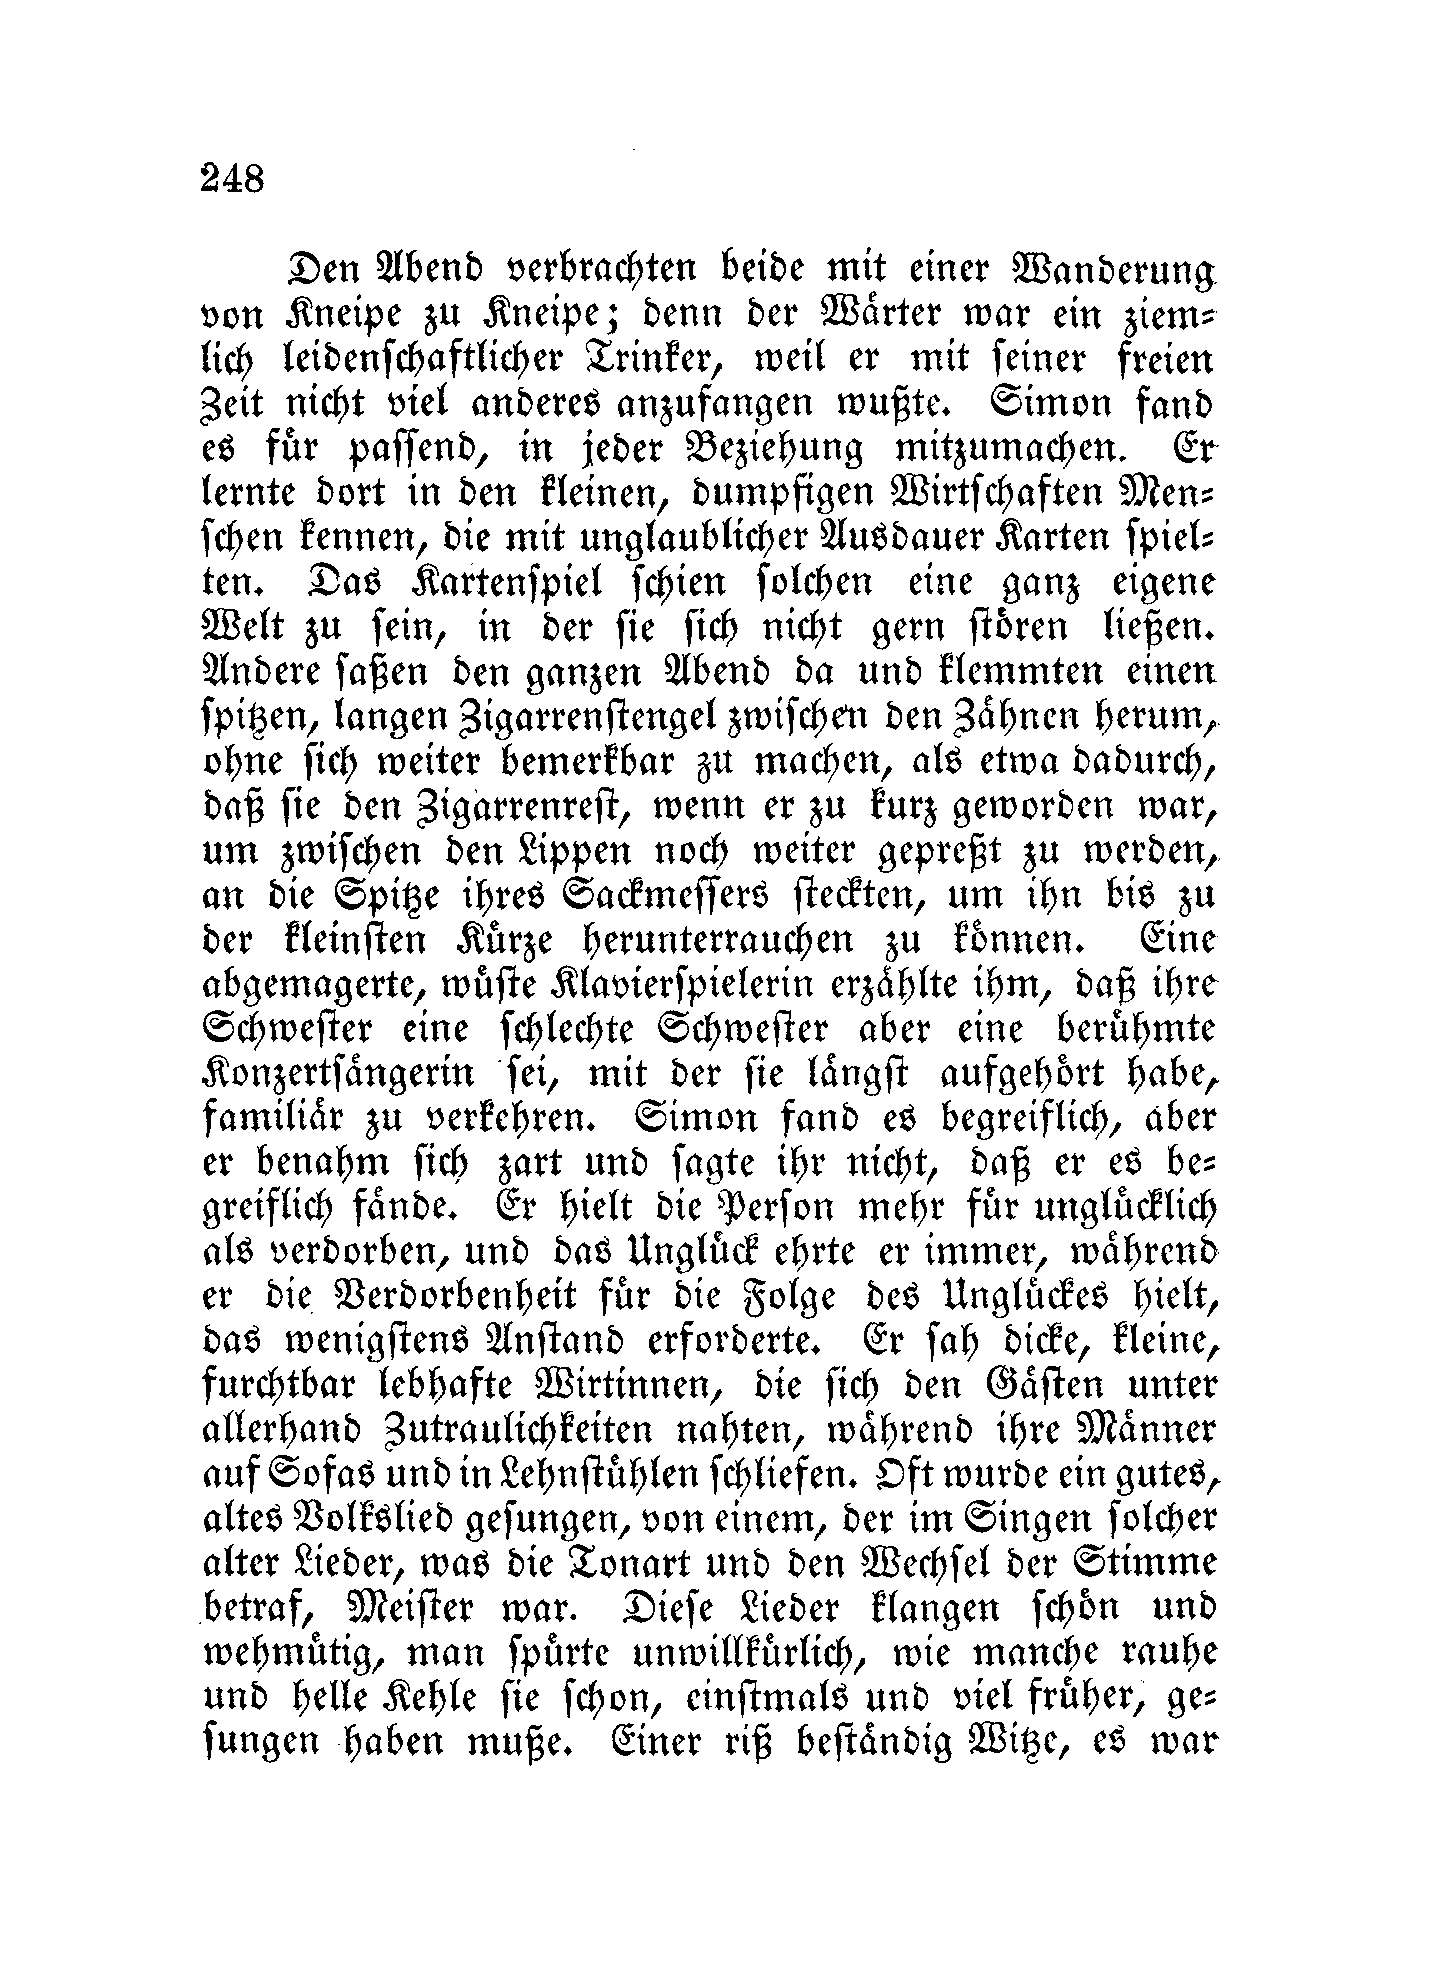 248
Den Abend verbrachten beide mit einer Wanderung
von Kneipe zu Kneipe; denn der Wärter war ein ziem-
lich leidenschaftlicher Trinker, weil er mit seiner freien
Zeit nicht viel anderes anzufangen wußte. Simon fand
es für passend, in jeder Beziehung mitzumachen. Er
lernte dort in den kleinen, dumpfigen Wirtschaften Men-
schen kennen, die mit unglaublicher Ausdauer Karten spiel-
ten. Das Kartenspiel schien solchen eine ganz eigene
Welt zu sein, in der sie sich nicht gern stören ließen.
Andere saßen den ganzen Abend da und klemmten einen
spitzen, langen Zigarrenstengel zwischen den Zähnen herum,
ohne sich weiter bemerkbar zu machen, als etwa dadurch,
daß sie den Zigarrenrest, wenn er zu kurz geworden war,
um zwischen den Lippen noch weiter gepreßt zu werden,
an die Spitze ihres Sackmessers steckten, um ihn bis zu
der kleinsten Kürze herunterrauchen zu können. Eine
abgemagerte, wüste Klavierspielerin erzählte ihm, daß ihre
Schwester eine schlechte Schwester aber eine berühmte
Konzertsängerin sei, mit der sie längst aufgehört habe,
familiär zu verkehren. Simon fand es begreiflich, aber
er benahm sich zart und sagte ihr nicht, daß er es be-
greiflich fände. Er hielt die Person mehr für unglücklich
als verdorben, und das Unglück ehrte er immer, während
er die Verdorbenheit für die Folge des Unglückes hielt,
das wenigstens Anstand erforderte. Er sah dicke, kleine,
furchtbar lebhafte Wirtinnen, die sich den Gästen unter
allerhand Zutraulichkeiten nahten, während ihre Männer
auf Sofas und in Lehnstühlen schliefen. Oft wurde ein gutes,
altes Volkslied gesungen, von einem, der im Singen solcher
alter Lieder, was die Tonart und den Wechsel der Stimme
betraf, Meister war. Diese Lieder klangen schön und
wehmütig, man spürte unwillkürlich, wie manche rauhe
und helle Kehle sie schon, einstmals und viel früher, ge-
sungen haben muße. Einer riß beständig Witze, es war